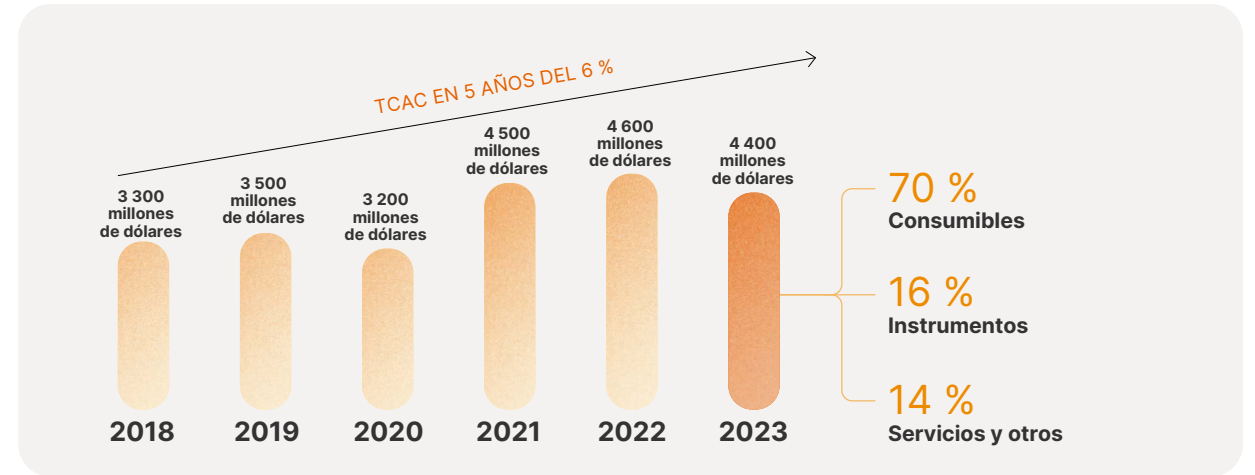 TCAC EN 5 AÑOS DEL 6 %
3 300
millones
de dólares
3 500
millones
de dólares
3 200
millones
de dólares
4 500
millones
de dólares
4 600
millones
de dólares
4 400
millones
de dólares
70 %
Consumibles
16 %
Instrumentos
14 %
Servicios y otros
2018
2019
2020
2021
2022
2023